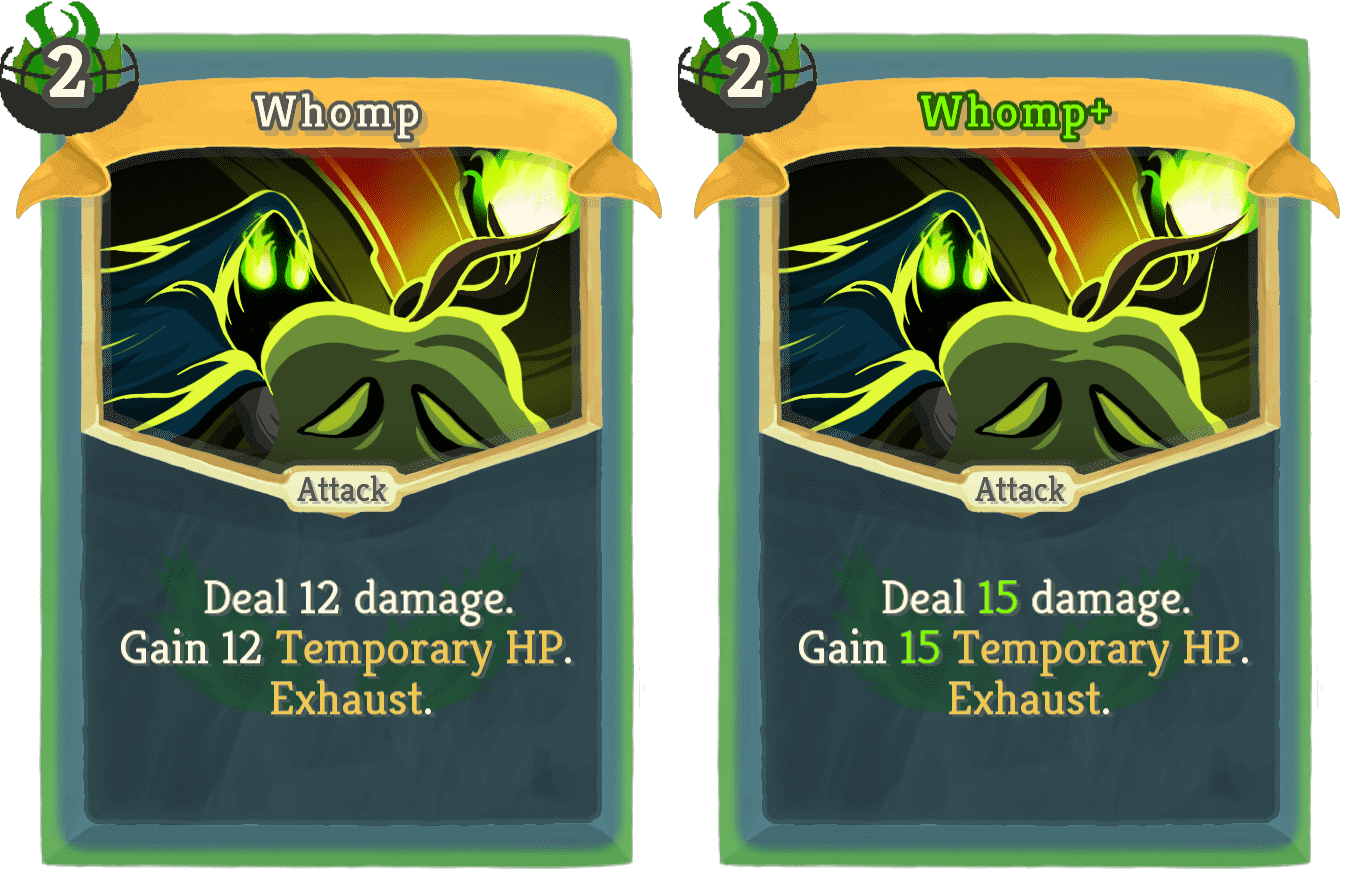 2
Whomp
Attack
Deal 12 damage.
Gain 12 Temporary HP.
Exhaust.
2
Whomp+
Attack
Deal 15 damage.
Gain 15 Temporary HP.
Exhaust.